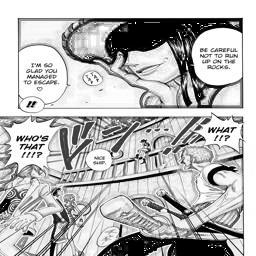 BE CAREFUL
NOT TO RUN
UP ON THE
ROCKS.
I'M SO
GLAD YOU
MANAGED
TO ESCAPE.
♡
!!
WHAT
!!?
NICE
SHIP.
WHO'S
THAT
!!!?